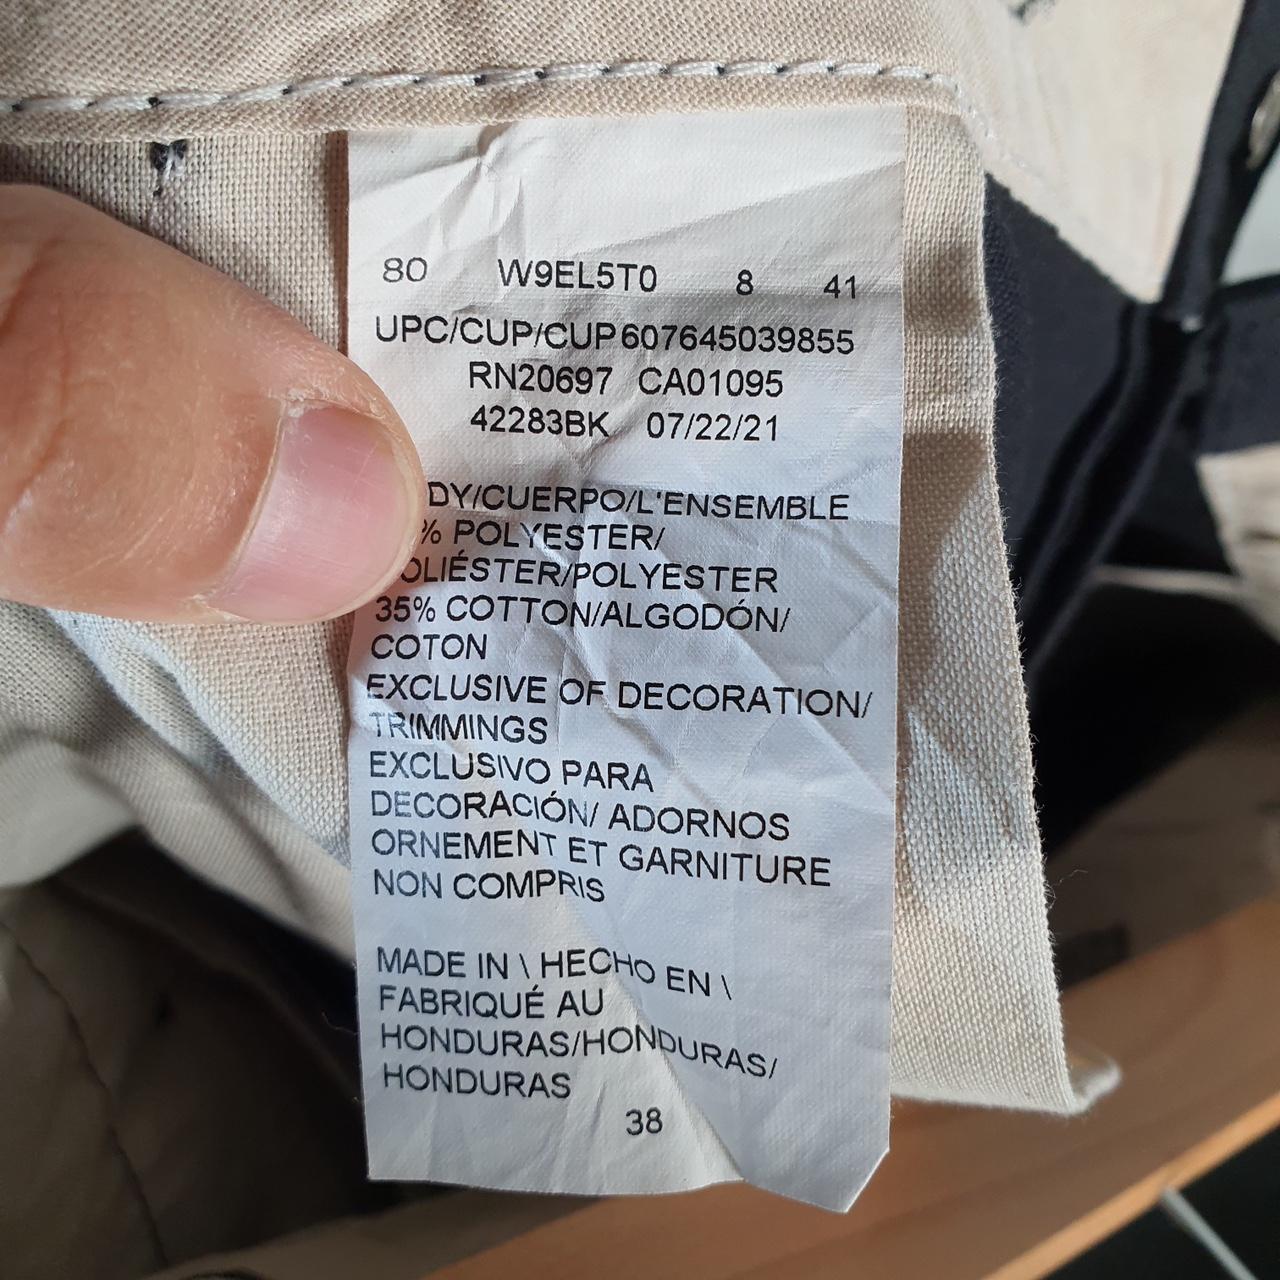 80 W9EL5T0 8 41
UPC/CUP/CUP 607645039855
RN20697 CA01095
42283BK 07/22/21
DY/CUERPO/L'ENSEMBLE
% POLYESTER/
OLIÉSTER/POLYESTER
35% COTTON/ALGODÓN/
COTON
EXCLUSIVE OF DECORATION/
TRIMMINGS
EXCLUSIVO PARA
DECORACIÓN/ ADORNOS
ORNEMENT ET GARNITURE
NON COMPRIS
MADE IN \ HECHO EN \
FABRIQUÉ AU
HONDURAS/HONDURAS/
HONDURAS
38